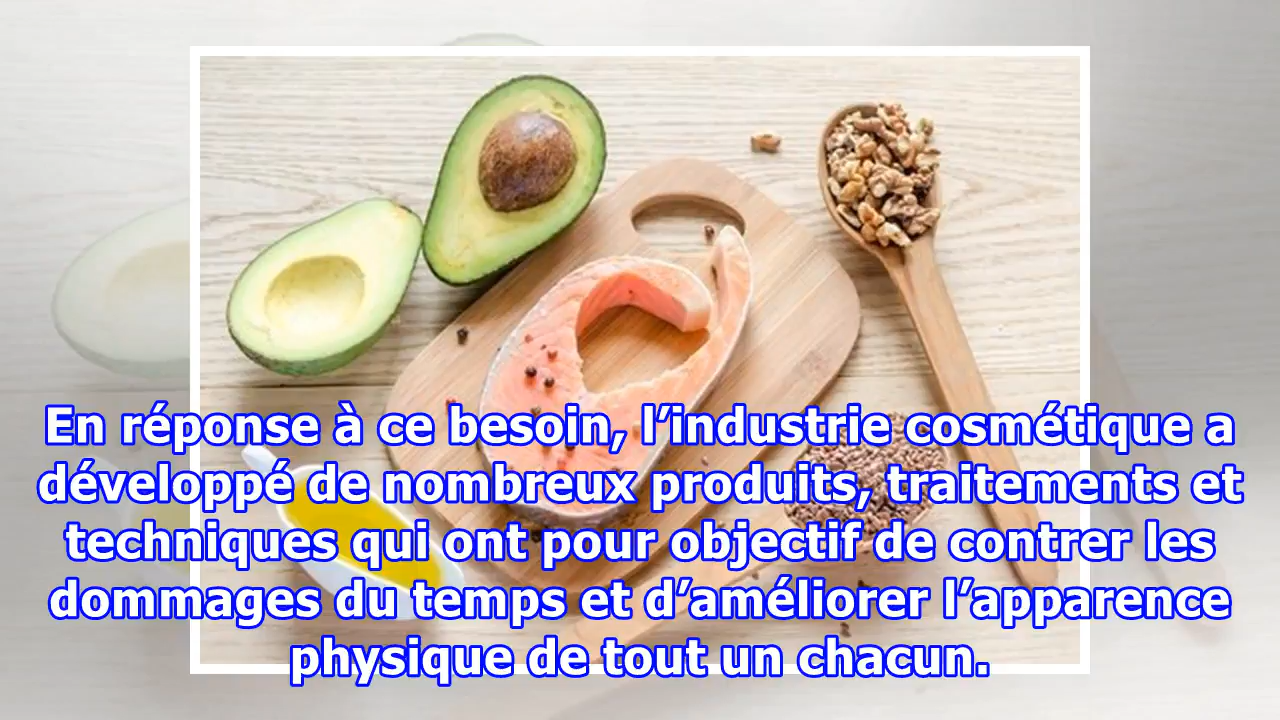 En réponse à ce besoin, l’industrie cosmétique a
développé de nombreux produits, traitements et
techniques qui ont pour objectif de contrer les
dommages du temps et d’améliorer l’apparence
physique de tout un chacun.